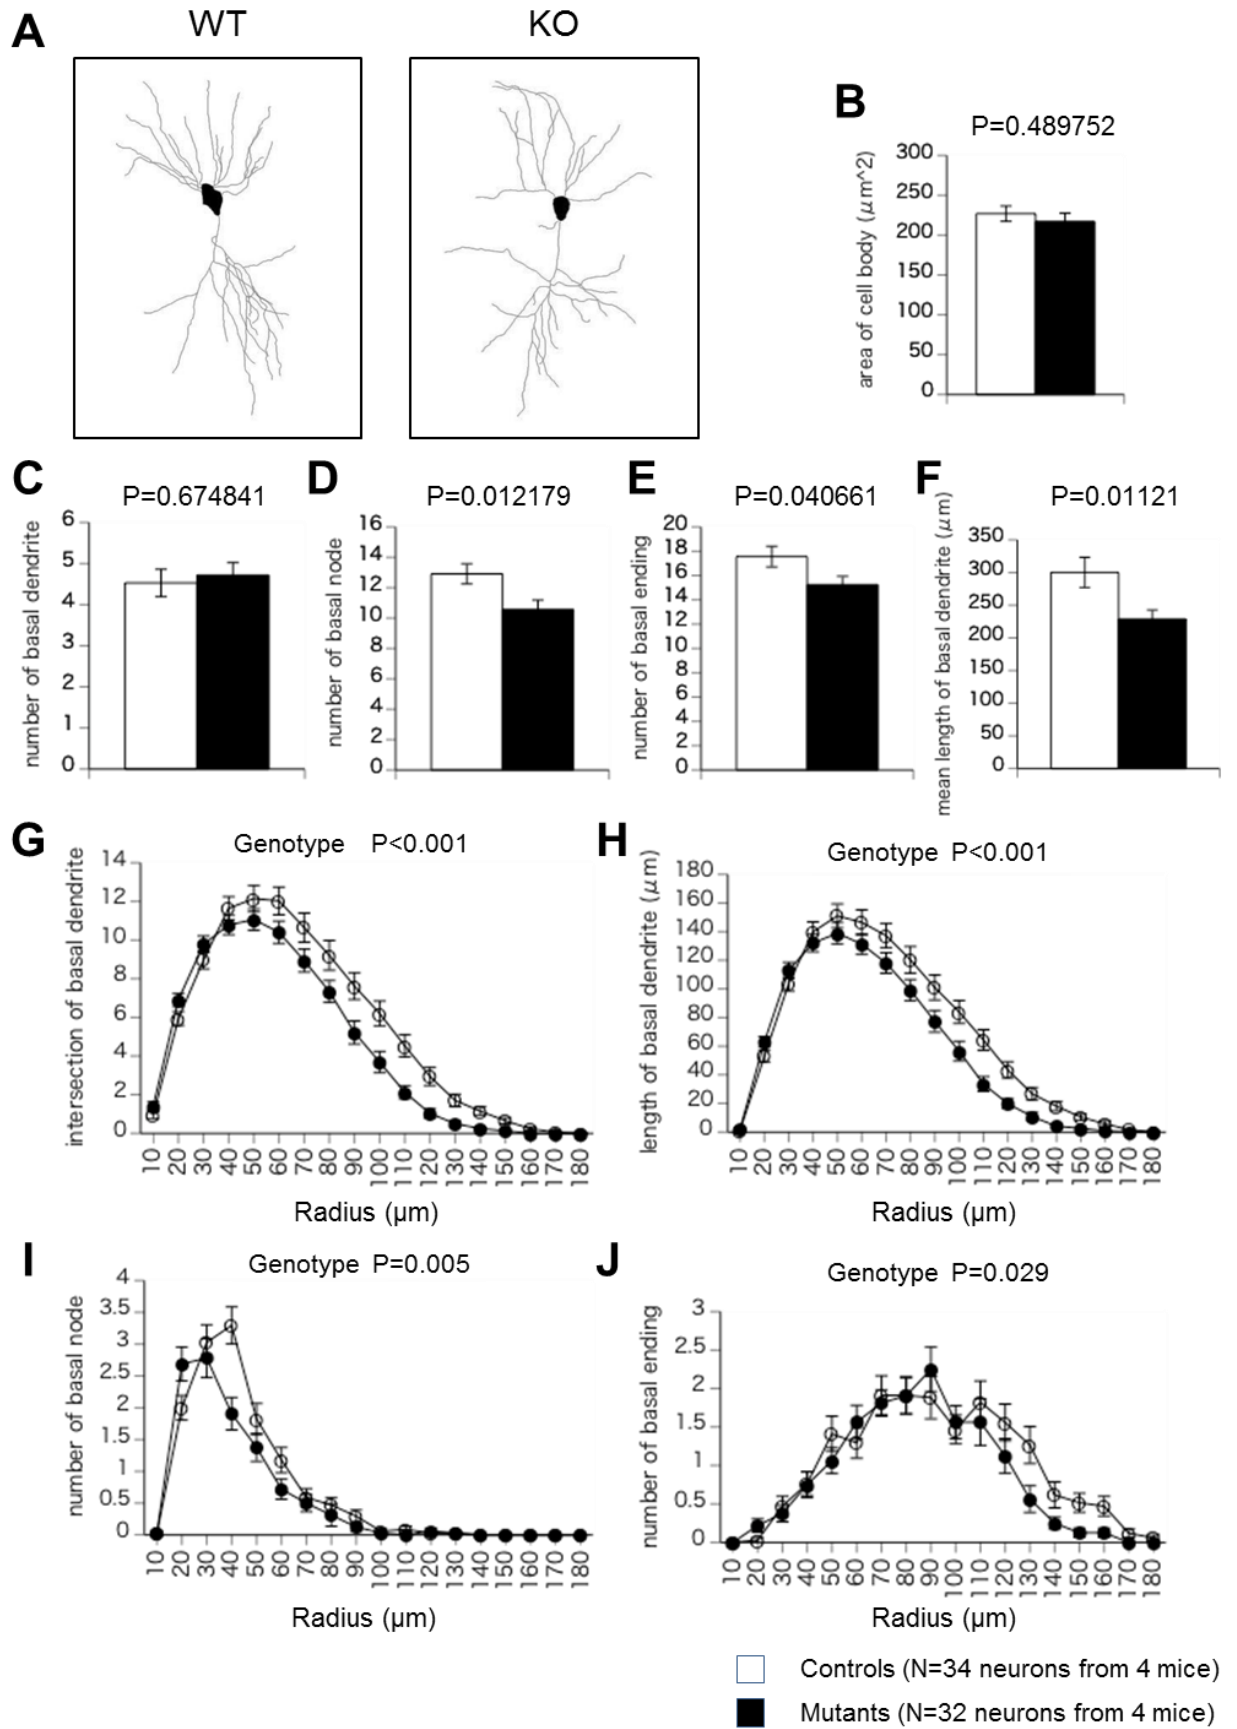 A
WT
KO
B
P=0.489752
area of cell body (μm^2)
300
250
200
150
100
50
0
C
P=0.674841
number of basal dendrite
6
5
4
3
2
1
0
D
P=0.012179
number of basal node
16
14
12
10
8
6
4
2
0
E
P=0.040661
number of basal ending
20
18
16
14
12
10
8
6
4
2
0
F
P=0.01121
mean length of basal dendrite (μm)
350
300
250
200
150
100
50
0
G
Genotype P<0.001
intersection of basal dendrite
14
12
10
8
6
4
2
0
10 20 30 40 50 60 70 80 90 100 110 120 130 140 150 160 170 180
Radius (μm)
H
Genotype P<0.001
length of basal dendrite (μm)
180
160
140
120
100
80
60
40
20
0
10 20 30 40 50 60 70 80 90 100 110 120 130 140 150 160 170 180
Radius (μm)
I
Genotype P=0.005
number of basal node
4
3.5
3
2
1.5
1
0.5
0
10 20 30 40 50 60 70 80 90 100 110 120 130 140 150 160 170 180
Radius (μm)
J
Genotype P=0.029
number of basal ending
3
2.5
2
1.5
1
0.5
0
10 20 30 40 50 60 70 80 90 100 110 120 130 140 150 160 170 180
Radius (μm)
Controls (N=34 neurons from 4 mice)
Mutants (N=32 neurons from 4 mice)